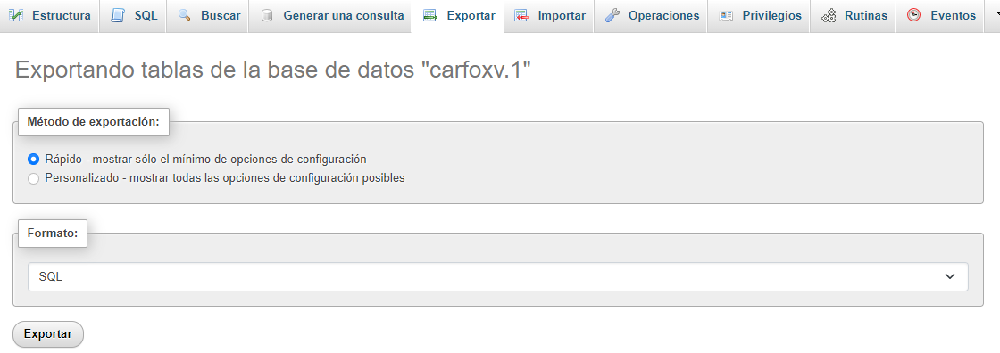 Estructura SQL Buscar Generar una consulta Exportar Importar Operaciones Privilegios Rutinas Eventos
Exportando tablas de la base de datos "carfoxv.1"
Método de exportación:
Rápido - mostrar sólo el mínimo de opciones de configuración
Personalizado - mostrar todas las opciones de configuración posibles
Formato:
SQL
Exportar